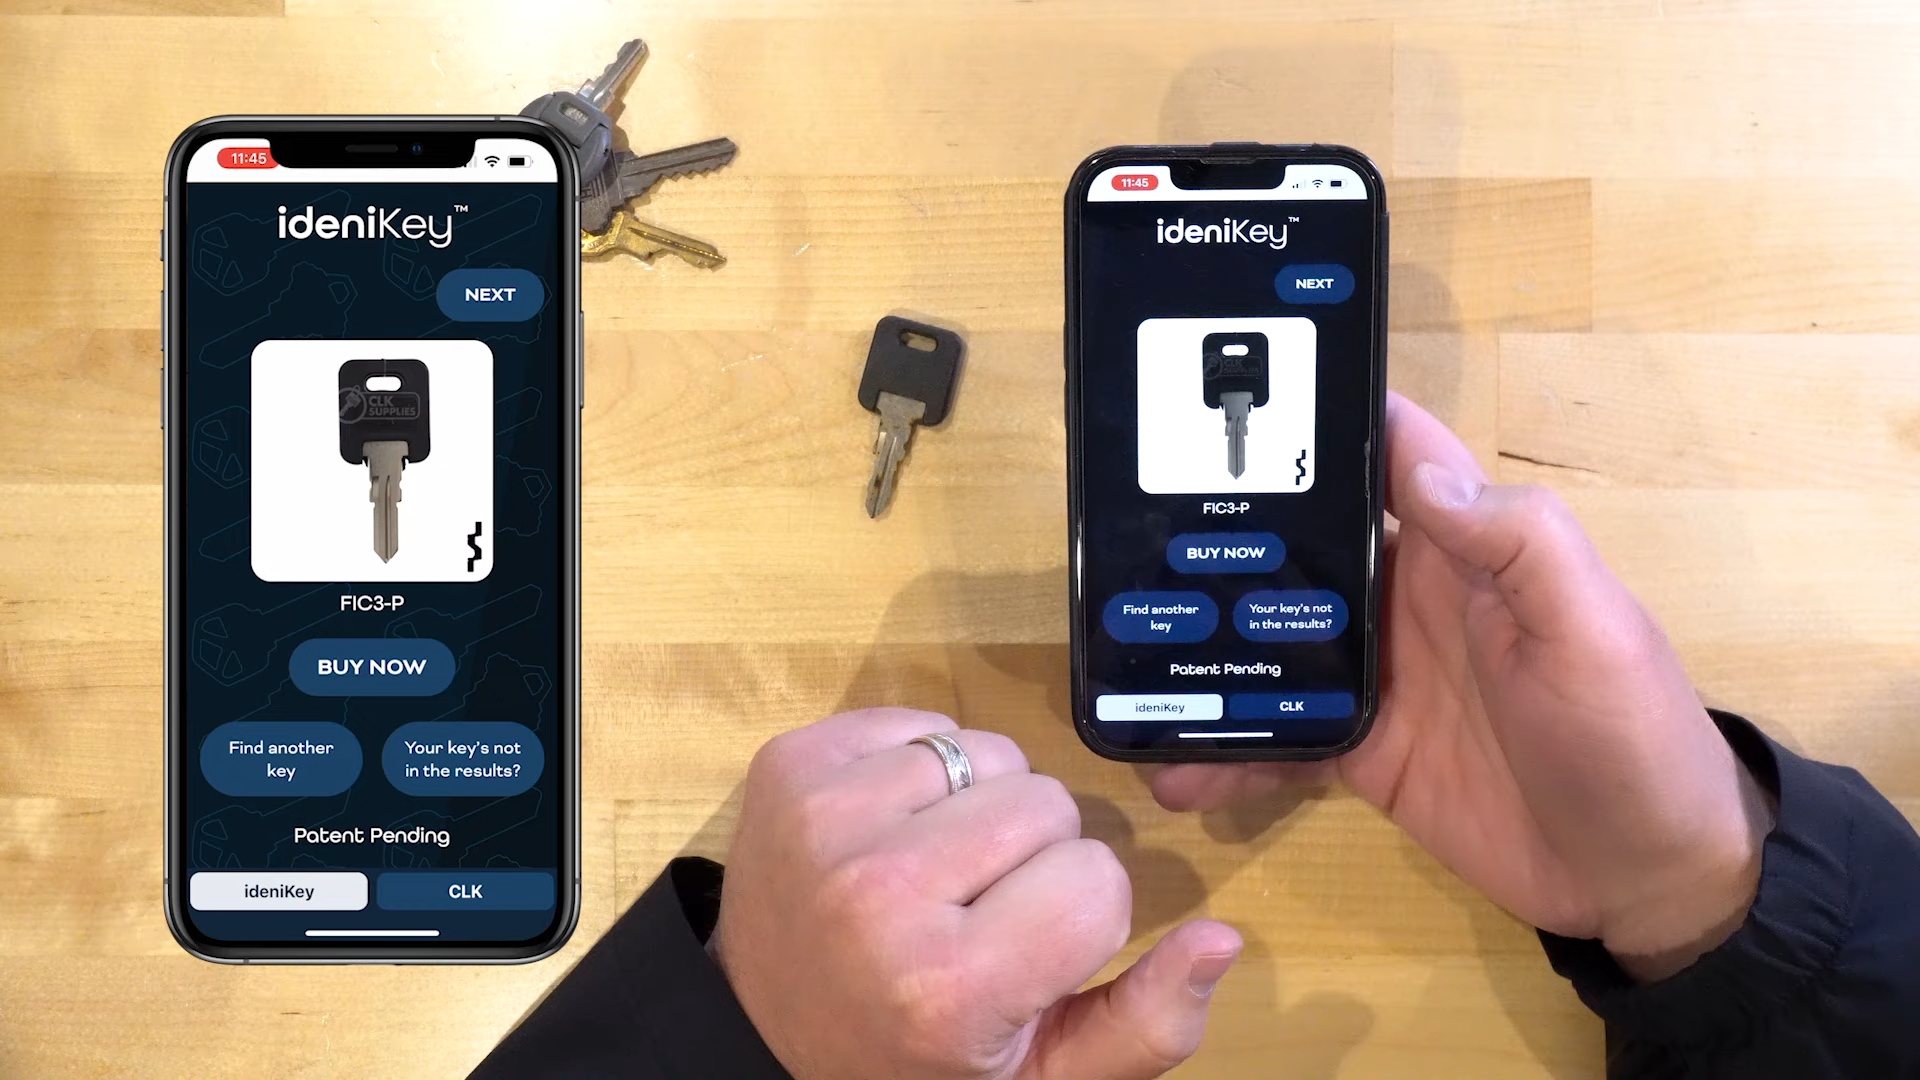 11:45
ideniKey™
NEXT
CLK
SUPPLIES
FIC3-P
BUY NOW
Find another
key
Your key's not
in the results?
Patent Pending
ideniKey
CLK
11:45
ideniKey™
NEXT
CLK
SUPPLIES
FIC3-P
BUY NOW
Find another
key
Your key's not
in the results?
Patent Pending
ideniKey
CLK